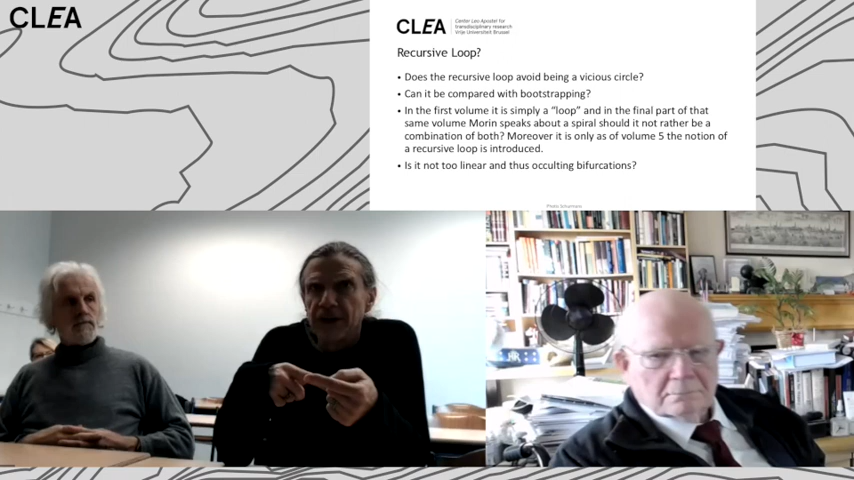 CLEA
CLEA
Center Leo Apostel for
transdisciplinary research
Vrije Universiteit Brussel
Recursive Loop?
• Does the recursive loop avoid being a vicious circle?
• Can it be compared with bootstrapping?
• In the first volume it is simply a “loop” and in the final part of that
same volume Morin speaks about a spiral should it not rather be a
combination of both? Moreover it is only as of volume 5 the notion of
a recursive loop is introduced.
• Is it not too linear and thus occulting bifurcations?